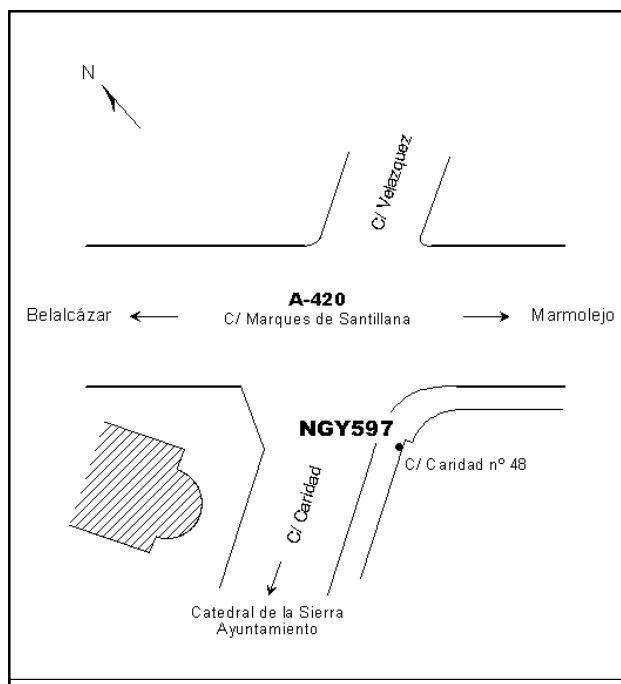 N
C/ Velazquez
A-420
C/ Marques de Santillana
Belalcázar
Marmolejo
NGY597
C/ Caridad nº 48
C/ Caridad
Catedral de la Sierra
Ayuntamiento